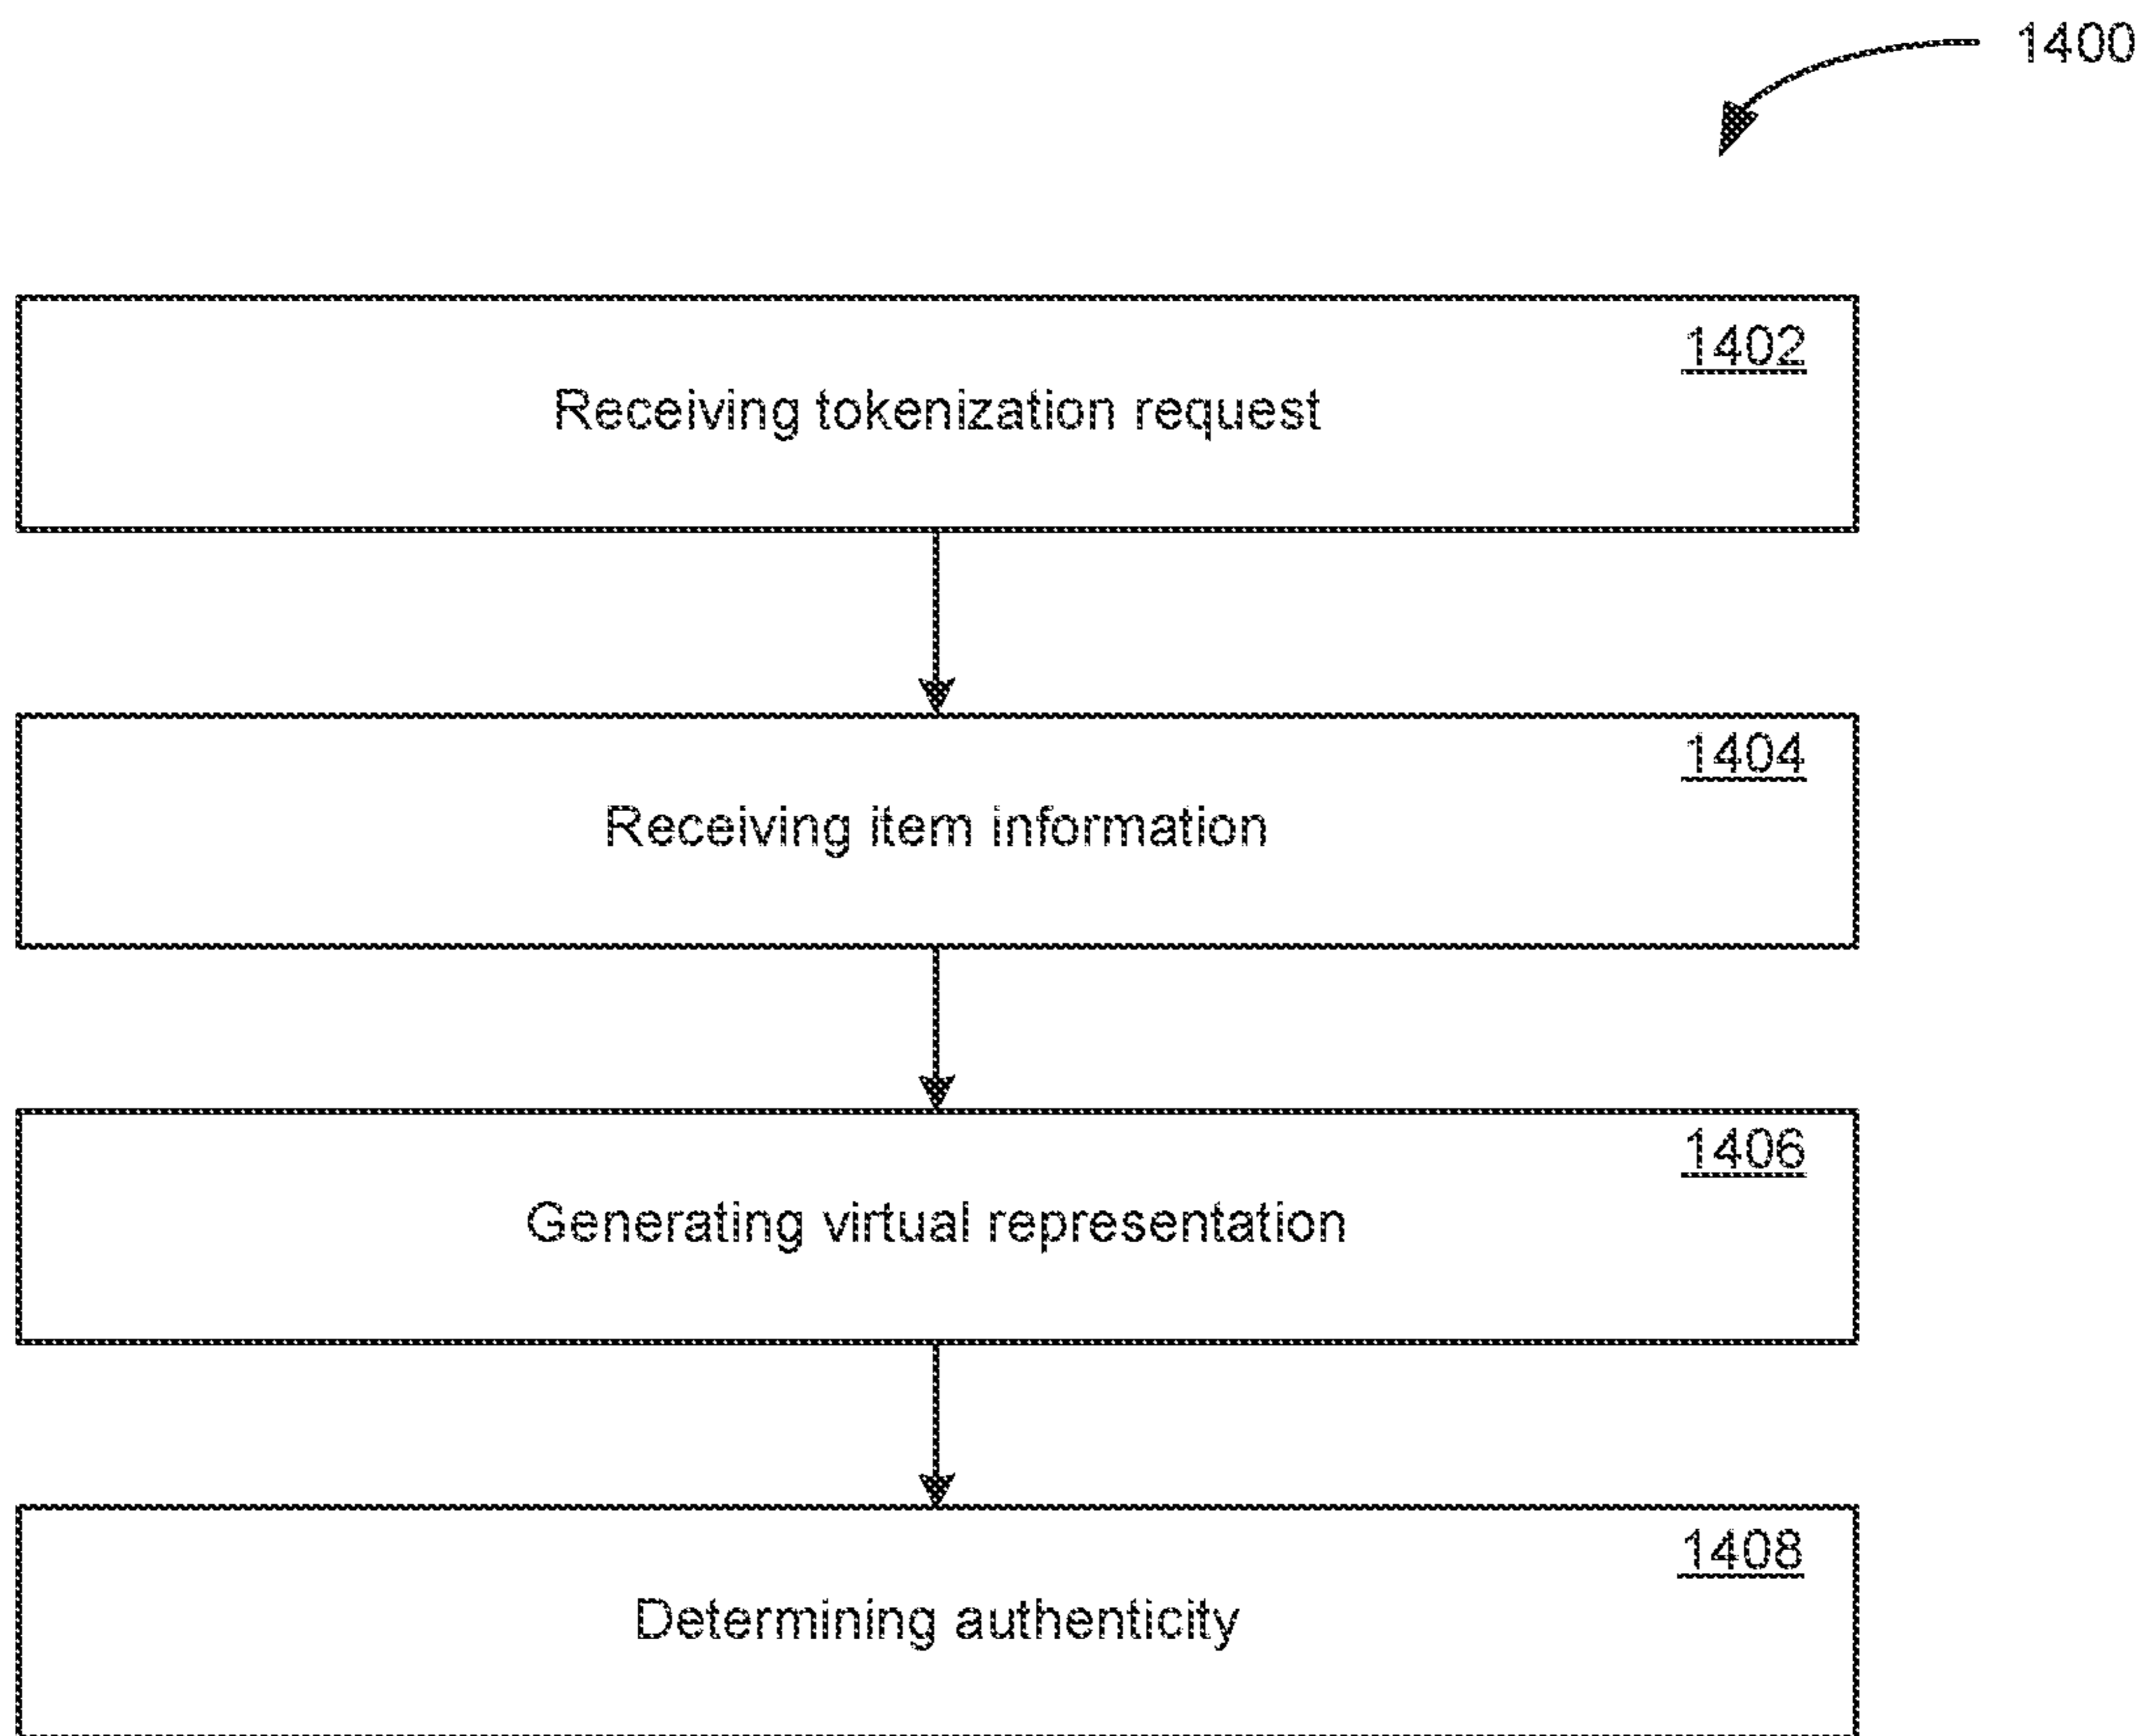 1400
1402
Receiving tokenization request
1404
Receiving item information
1406
Generating virtual representation
1408
Determining authenticity